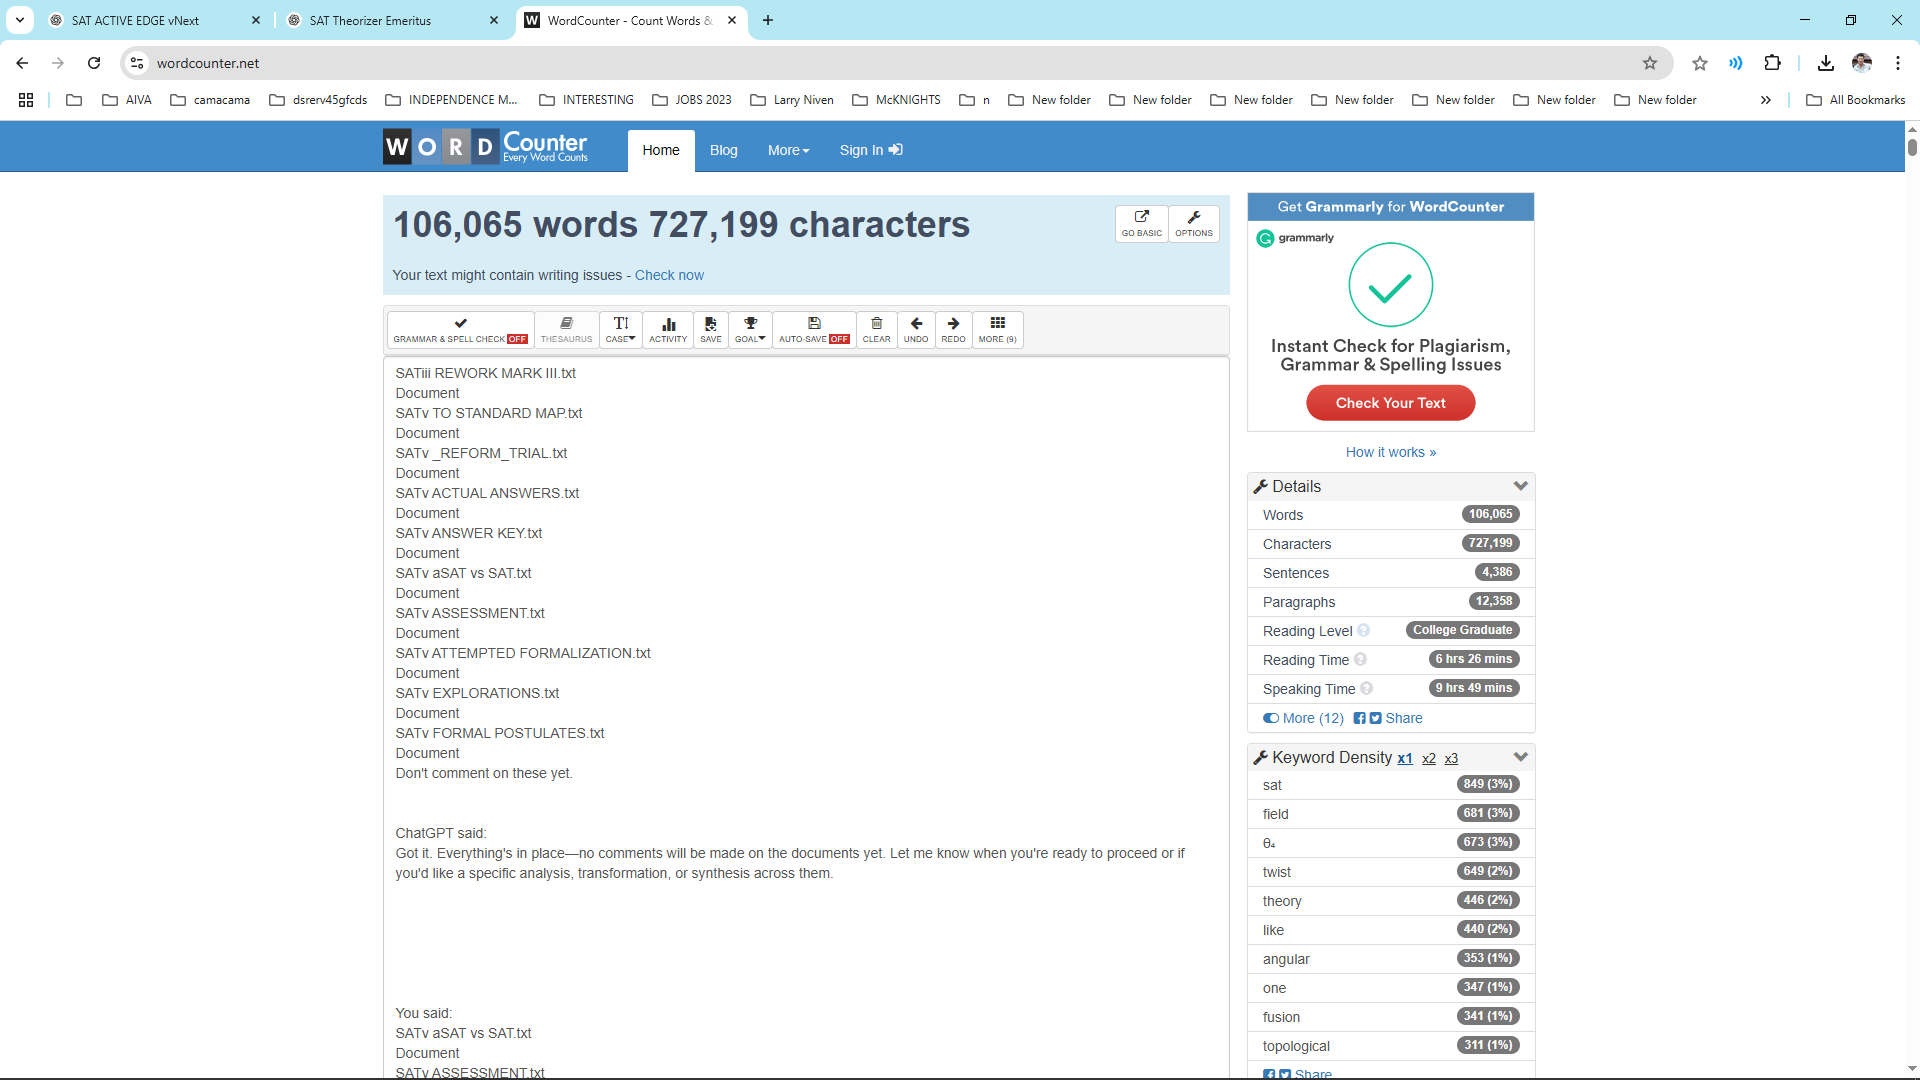 SAT ACTIVE EDGE vNext
SAT Theorizer Emeritus
WordCounter - Count Words &
wordcounter.net
AIVA
camacama
dsrerv45gfcds
INDEPENDENCE M...
INTERESTING
JOBS 2023
Larry Niven
McKNIGHTS
n
New folder
New folder
New folder
New folder
New folder
New folder
New folder
All Bookmarks
WORD Counter
Every Word Counts
Home
Blog
More
Sign In
106,065 words 727,199 characters
GO BASIC
OPTIONS
Your text might contain writing issues - Check now
GRAMMAR & SPELL CHECK OFF
THESAURUS
CASE
ACTIVITY
SAVE
GOAL
AUTO-SAVE OFF
CLEAR
UNDO
REDO
MORE (9)
SATiii REWORK MARK III.txt
Document
SATv TO STANDARD MAP.txt
Document
SATv _REFORM_TRIAL.txt
Document
SATv ACTUAL ANSWERS.txt
Document
SATv ANSWER KEY.txt
Document
SATv aSAT vs SAT.txt
Document
SATv ASSESSMENT.txt
Document
SATv ATTEMPTED FORMALIZATION.txt
Document
SATv EXPLORATIONS.txt
Document
SATv FORMAL POSTULATES.txt
Document
Don't comment on these yet.
ChatGPT said:
Got it. Everything's in place—no comments will be made on the documents yet. Let me know when you're ready to proceed or if
you'd like a specific analysis, transformation, or synthesis across them.
You said:
SATv aSAT vs SAT.txt
Document
SATv ASSESSMENT.txt
Get Grammarly for WordCounter
grammarly
Instant Check for Plagiarism,
Grammar & Spelling Issues
Check Your Text
How it works »
Details
Words 106,065
Characters 727,199
Sentences 4,386
Paragraphs 12,358
Reading Level College Graduate
Reading Time 6 hrs 26 mins
Speaking Time 9 hrs 49 mins
More (12) Share
Keyword Density x1 x2 x3
sat 849 (3%)
field 681 (3%)
θ₄ 673 (3%)
twist 649 (2%)
theory 446 (2%)
like 440 (2%)
angular 353 (1%)
one 347 (1%)
fusion 341 (1%)
topological 311 (1%)
Share